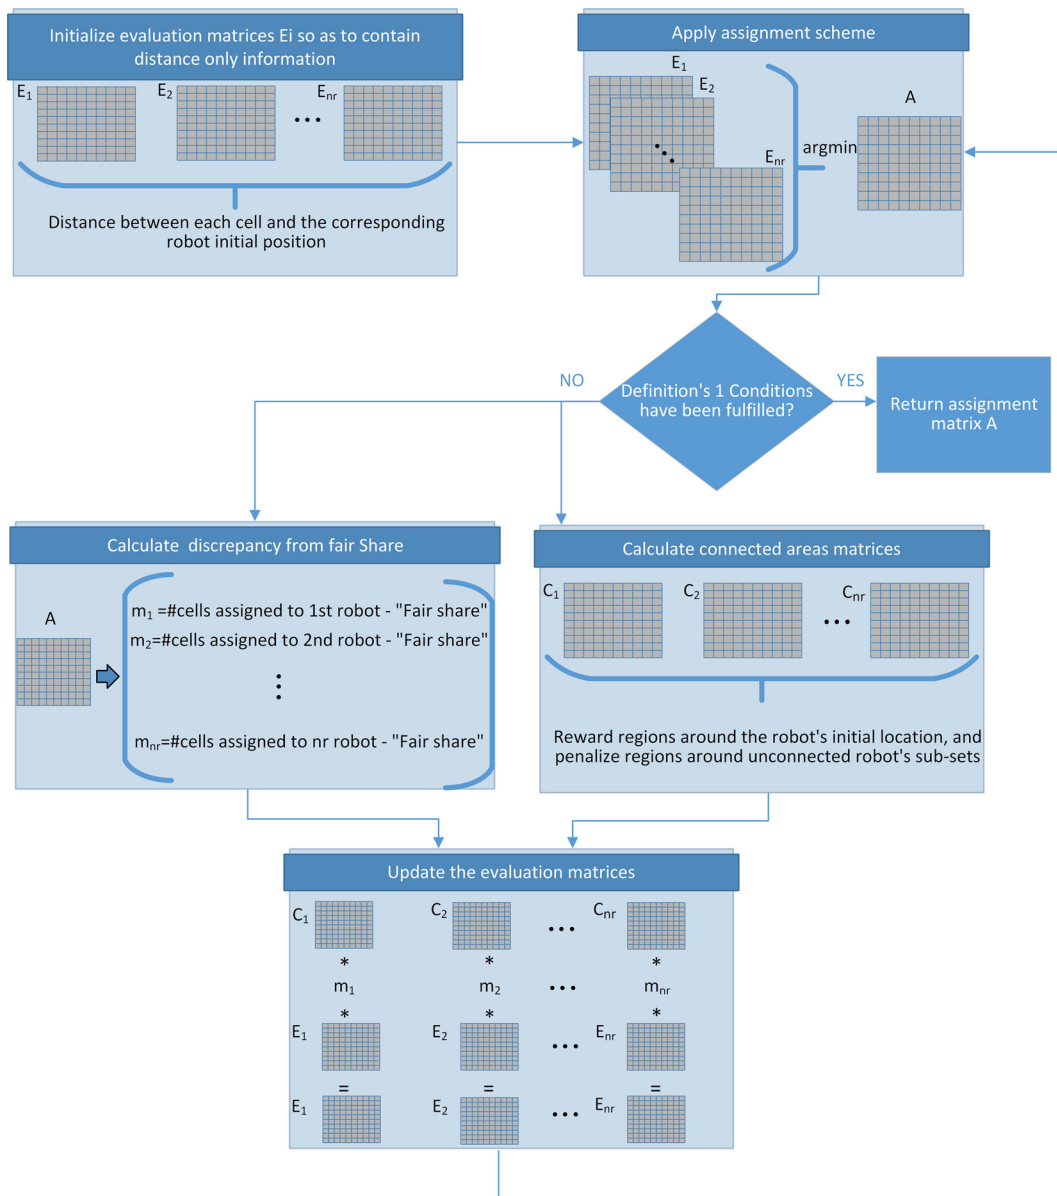 Initialize evaluation matrices Ei so as to contain
distance only information
E1
E2
Enr
...
Distance between each cell and the corresponding
robot initial position
Apply assignment scheme
E1
E2
...
Enr
argmin
A
Definition's 1 Conditions
have been fulfilled?
NO
YES
Return assignment
matrix A
Calculate discrepancy from fair Share
A
m1 =#cells assigned to 1st robot - "Fair share"
m2=#cells assigned to 2nd robot - "Fair share"
...
mnr=#cells assigned to nr robot - "Fair share"
Calculate connected areas matrices
C1
C2
...
Cnr
Reward regions around the robot's initial location, and
penalize regions around unconnected robot's sub-sets
Update the evaluation matrices
C1 C2 ... Cnr
* * *
m1 m2 ... mnr
* * *
E1 E2 ... Enr
= = =
E1 E2 ... Enr